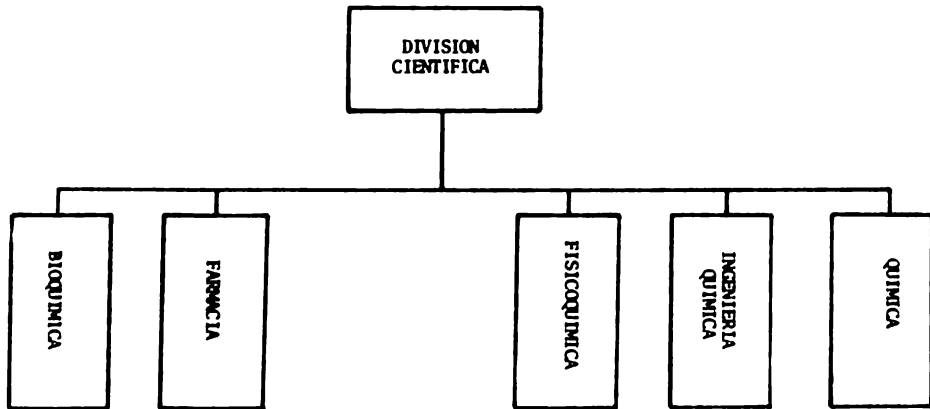 DIVISION
CIENTIFICA
BIOQUIMICA
FARMACIA
FISICOQUIMICA
INGENIERIA
QUIMICA
QUIMICA